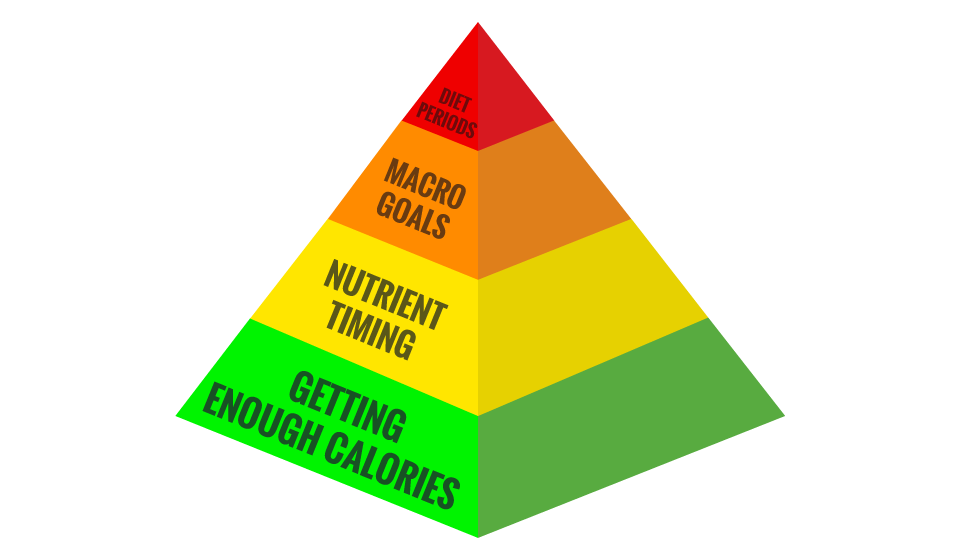 DIET
PERIODS
MACRO
GOALS
NUTRIENT
TIMING
GETTING
ENOUGH CALORIES